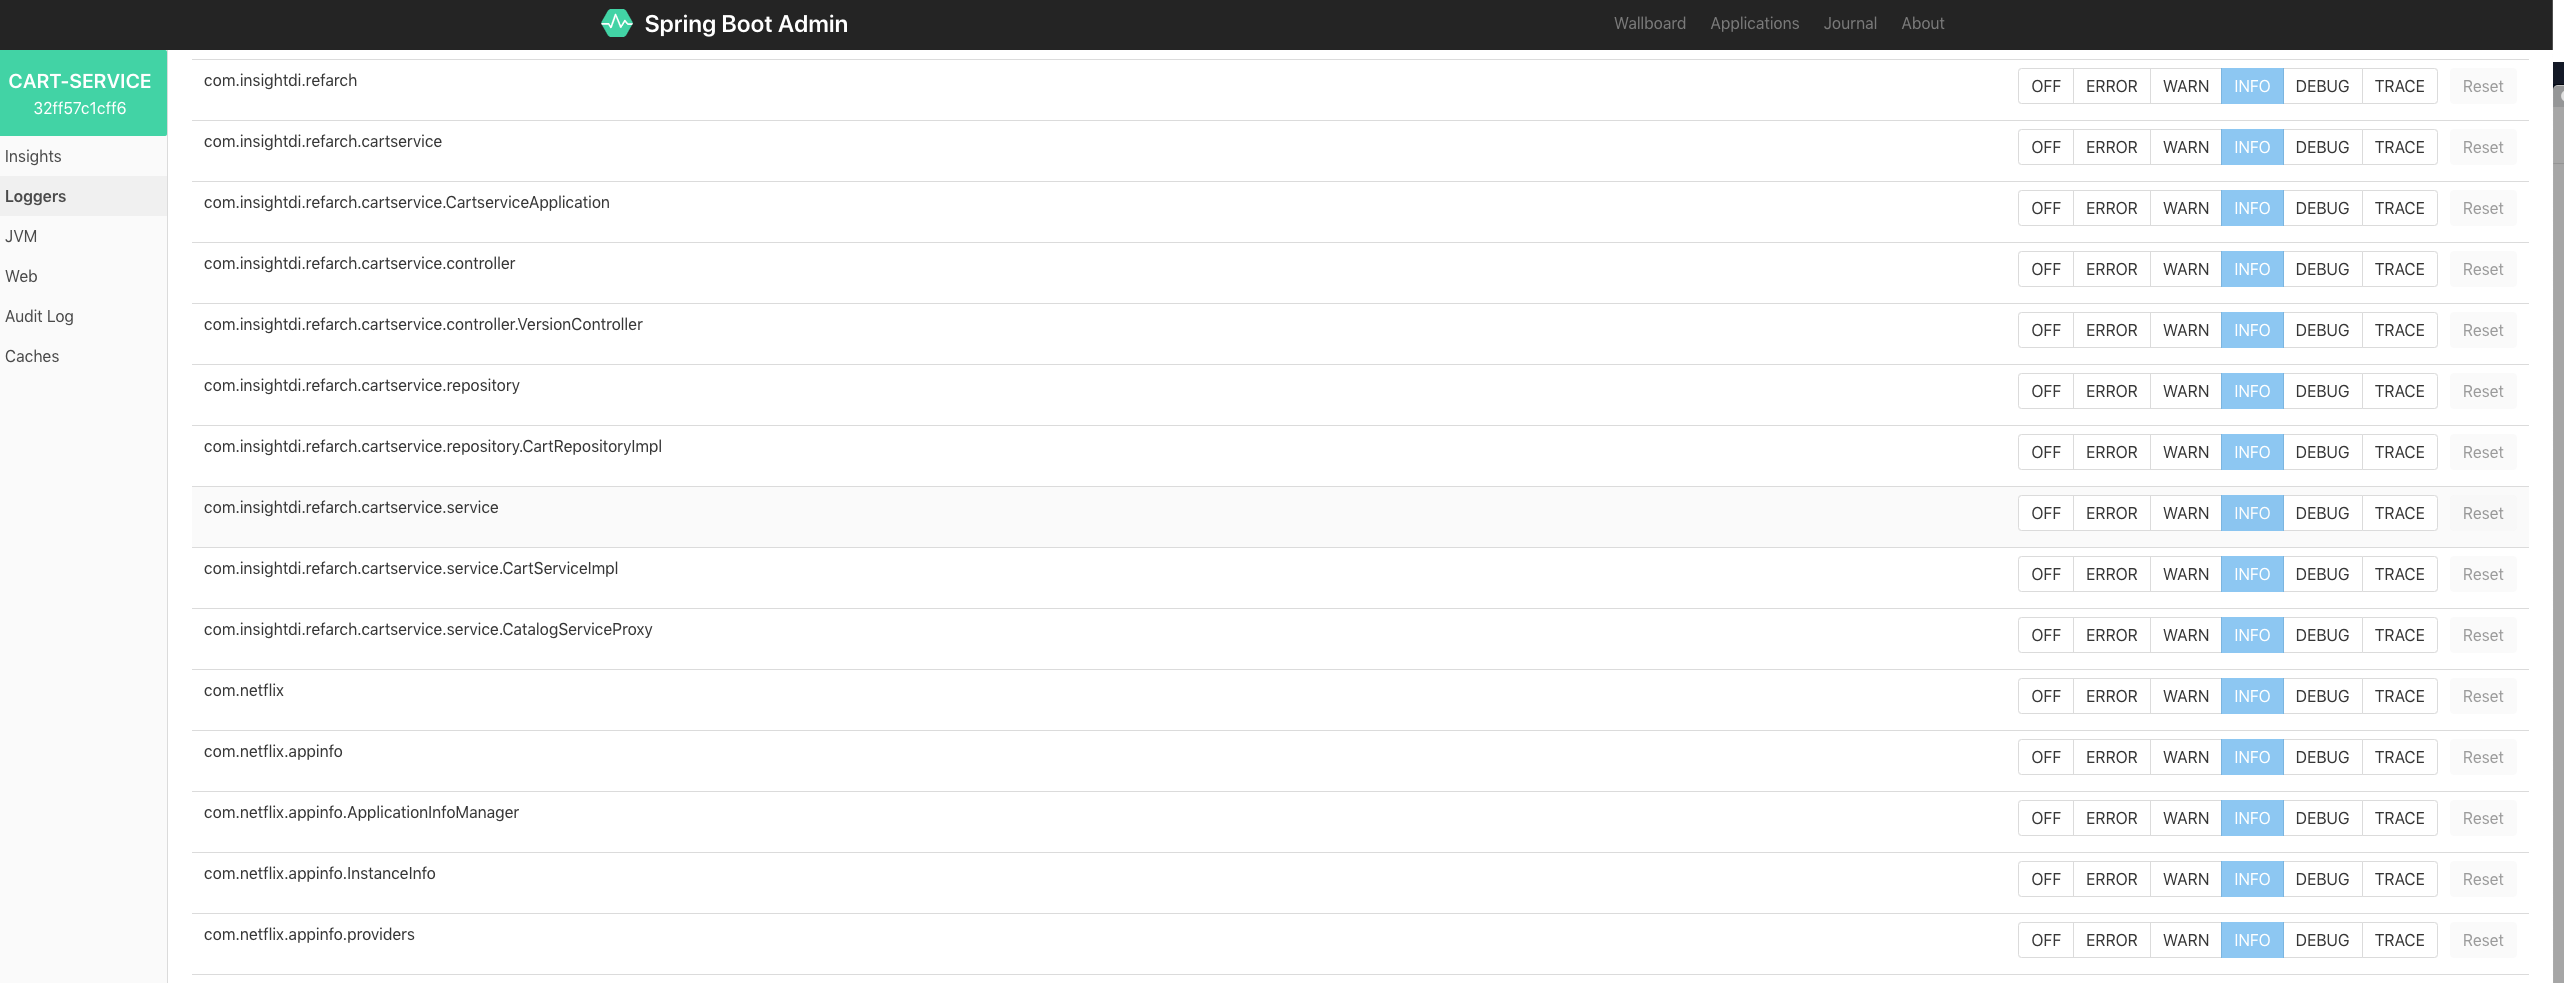 Spring Boot Admin
Wallboard Applications Journal About
CART-SERVICE
32ff57c1cff6
Insights
Loggers
JVM
Web
Audit Log
Caches
com.insightdi.refarch OFF ERROR WARN INFO DEBUG TRACE Reset
com.insightdi.refarch.cartservice OFF ERROR WARN INFO DEBUG TRACE Reset
com.insightdi.refarch.cartservice.CartserviceApplication OFF ERROR WARN INFO DEBUG TRACE Reset
com.insightdi.refarch.cartservice.controller OFF ERROR WARN INFO DEBUG TRACE Reset
com.insightdi.refarch.cartservice.controller.VersionController OFF ERROR WARN INFO DEBUG TRACE Reset
com.insightdi.refarch.cartservice.repository OFF ERROR WARN INFO DEBUG TRACE Reset
com.insightdi.refarch.cartservice.repository.CartRepositoryImpl OFF ERROR WARN INFO DEBUG TRACE Reset
com.insightdi.refarch.cartservice.service OFF ERROR WARN INFO DEBUG TRACE Reset
com.insightdi.refarch.cartservice.service.CartServiceImpl OFF ERROR WARN INFO DEBUG TRACE Reset
com.insightdi.refarch.cartservice.service.CatalogServiceProxy OFF ERROR WARN INFO DEBUG TRACE Reset
com.netflix OFF ERROR WARN INFO DEBUG TRACE Reset
com.netflix.appinfo OFF ERROR WARN INFO DEBUG TRACE Reset
com.netflix.appinfo.ApplicationInfoManager OFF ERROR WARN INFO DEBUG TRACE Reset
com.netflix.appinfo.InstanceInfo OFF ERROR WARN INFO DEBUG TRACE Reset
com.netflix.appinfo.providers OFF ERROR WARN INFO DEBUG TRACE Reset